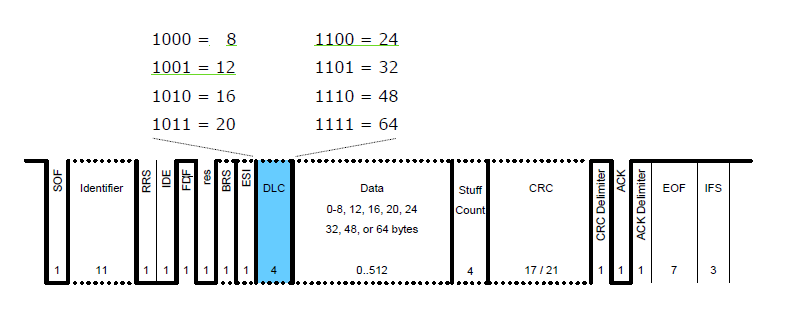 1000 = 8
1001 = 12
1010 = 16
1011 = 20
1100 = 24
1101 = 32
1110 = 48
1111 = 64
SOF
Identifier
RRS
IDE
FDF
res
BRS
ESI
DLC
Data
0-8, 12, 16, 20, 24
32, 48, or 64 bytes
Stuff
Count
CRC
CRC Delimiter
ACK
ACK Delimiter
EOF
IFS
1
11
1
1
1
1
1
1
4
0..512
4
17 / 21
1
1
1
7
3